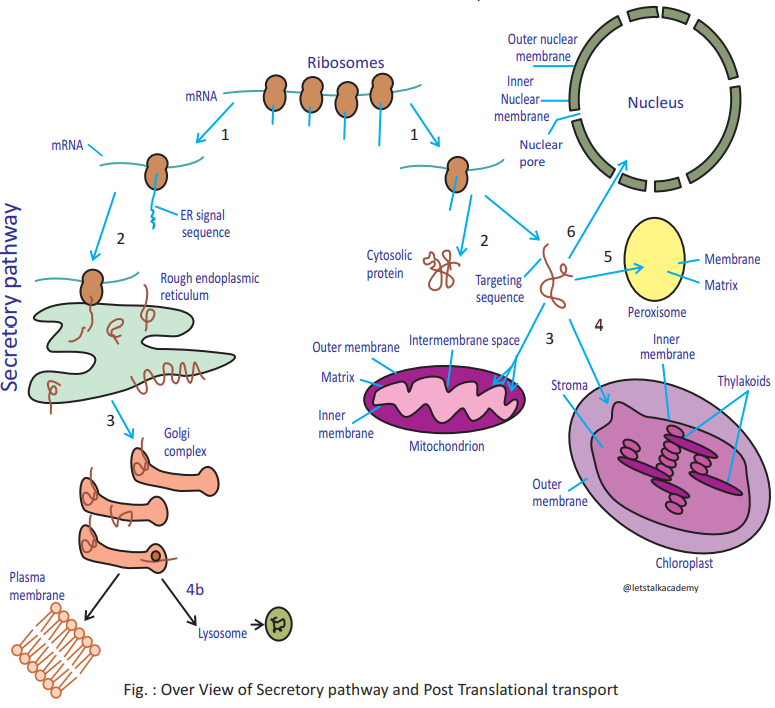 Ribosomes
mRNA
1
1
mRNA
ER signal
sequence
2
Rough endoplasmic
reticulum
Secretory pathway
3
Golgi
complex
Plasma
membrane
4b
Lysosome
2
Cytosolic
protein
Targeting
sequence
6
5
3
4
Outer nuclear
membrane
Inner
Nuclear
membrane
Nuclear
pore
Nucleus
Membrane
Matrix
Peroxisome
Outer membrane
Intermembrane space
Matrix
Inner
membrane
Mitochondrion
Inner
membrane
Stroma
Thylakoids
Outer
membrane
Chloroplast
@letstalkacademy
Fig. : Over View of Secretory pathway and Post Translational transport